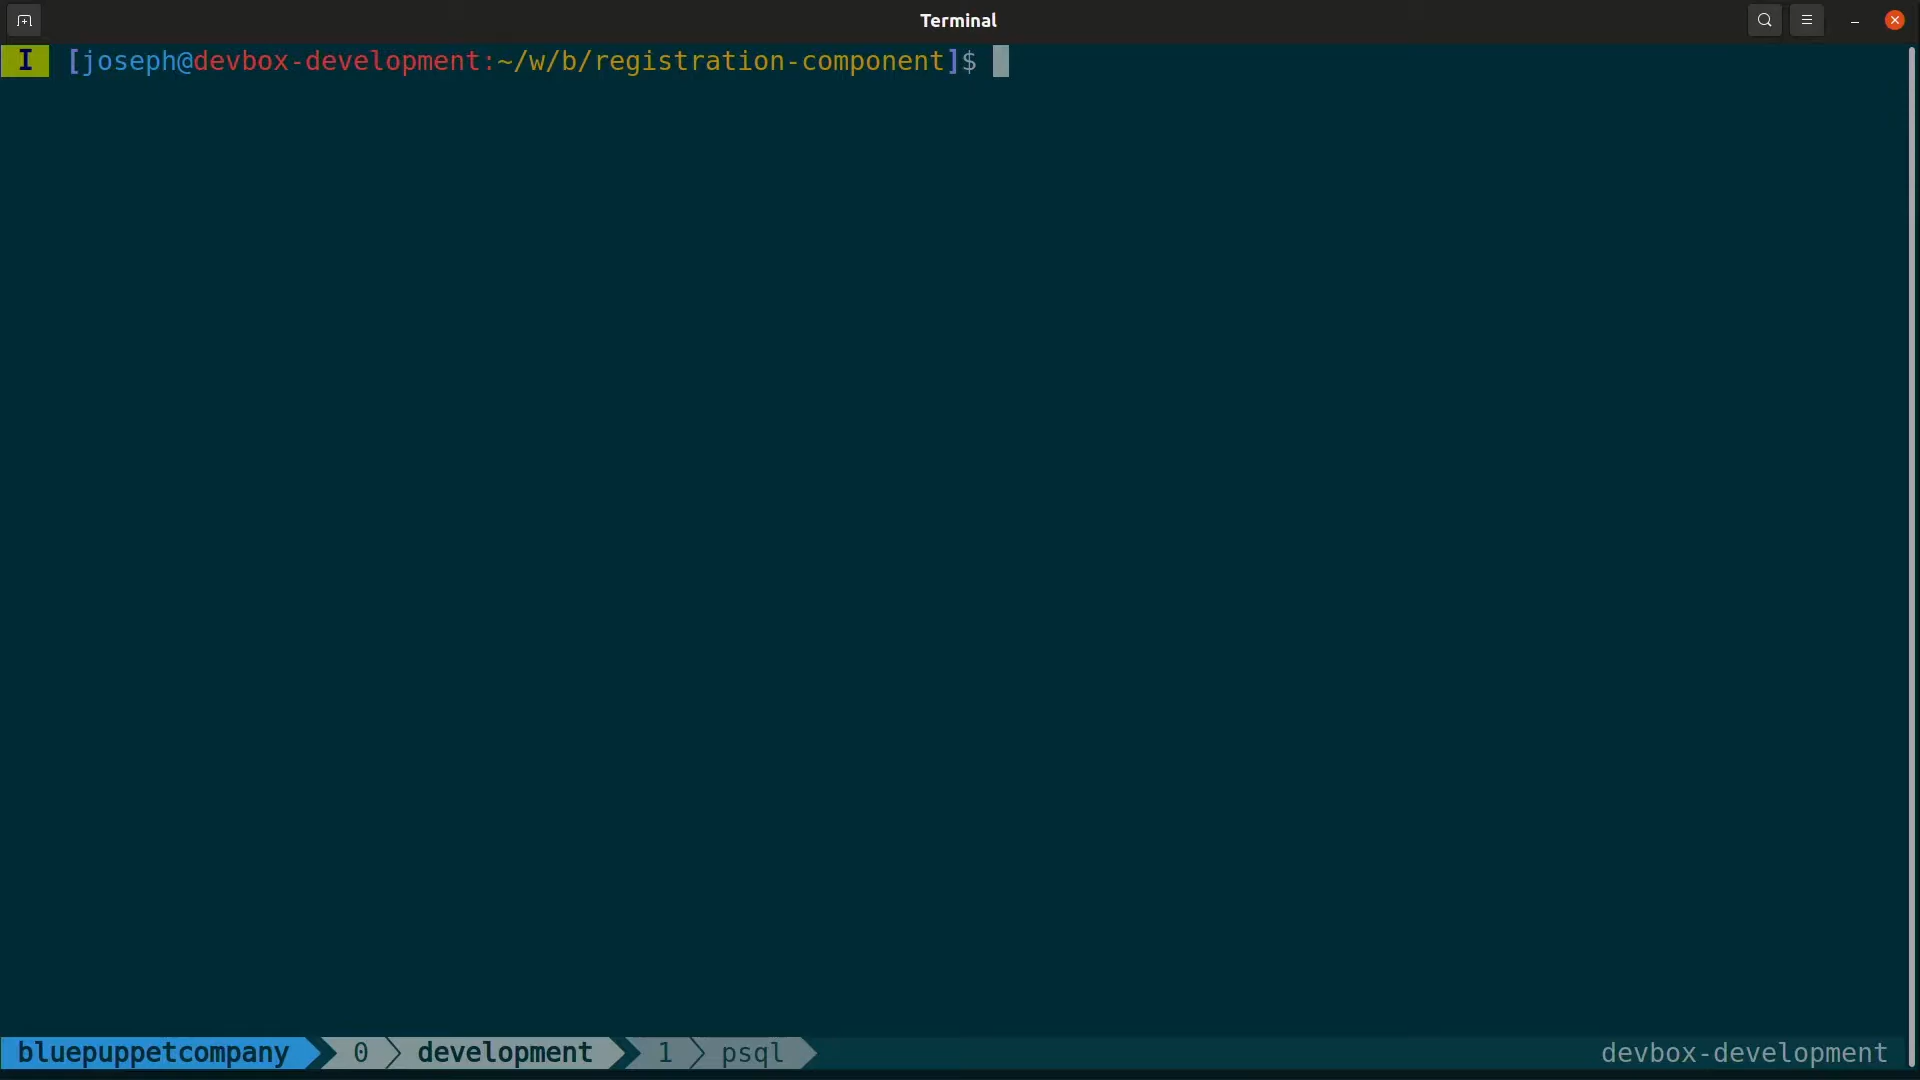 Terminal
I [joseph@devbox-development:~/w/b/registration-component]$
bluepuppetcompany 0 development 1 psql devbox-development